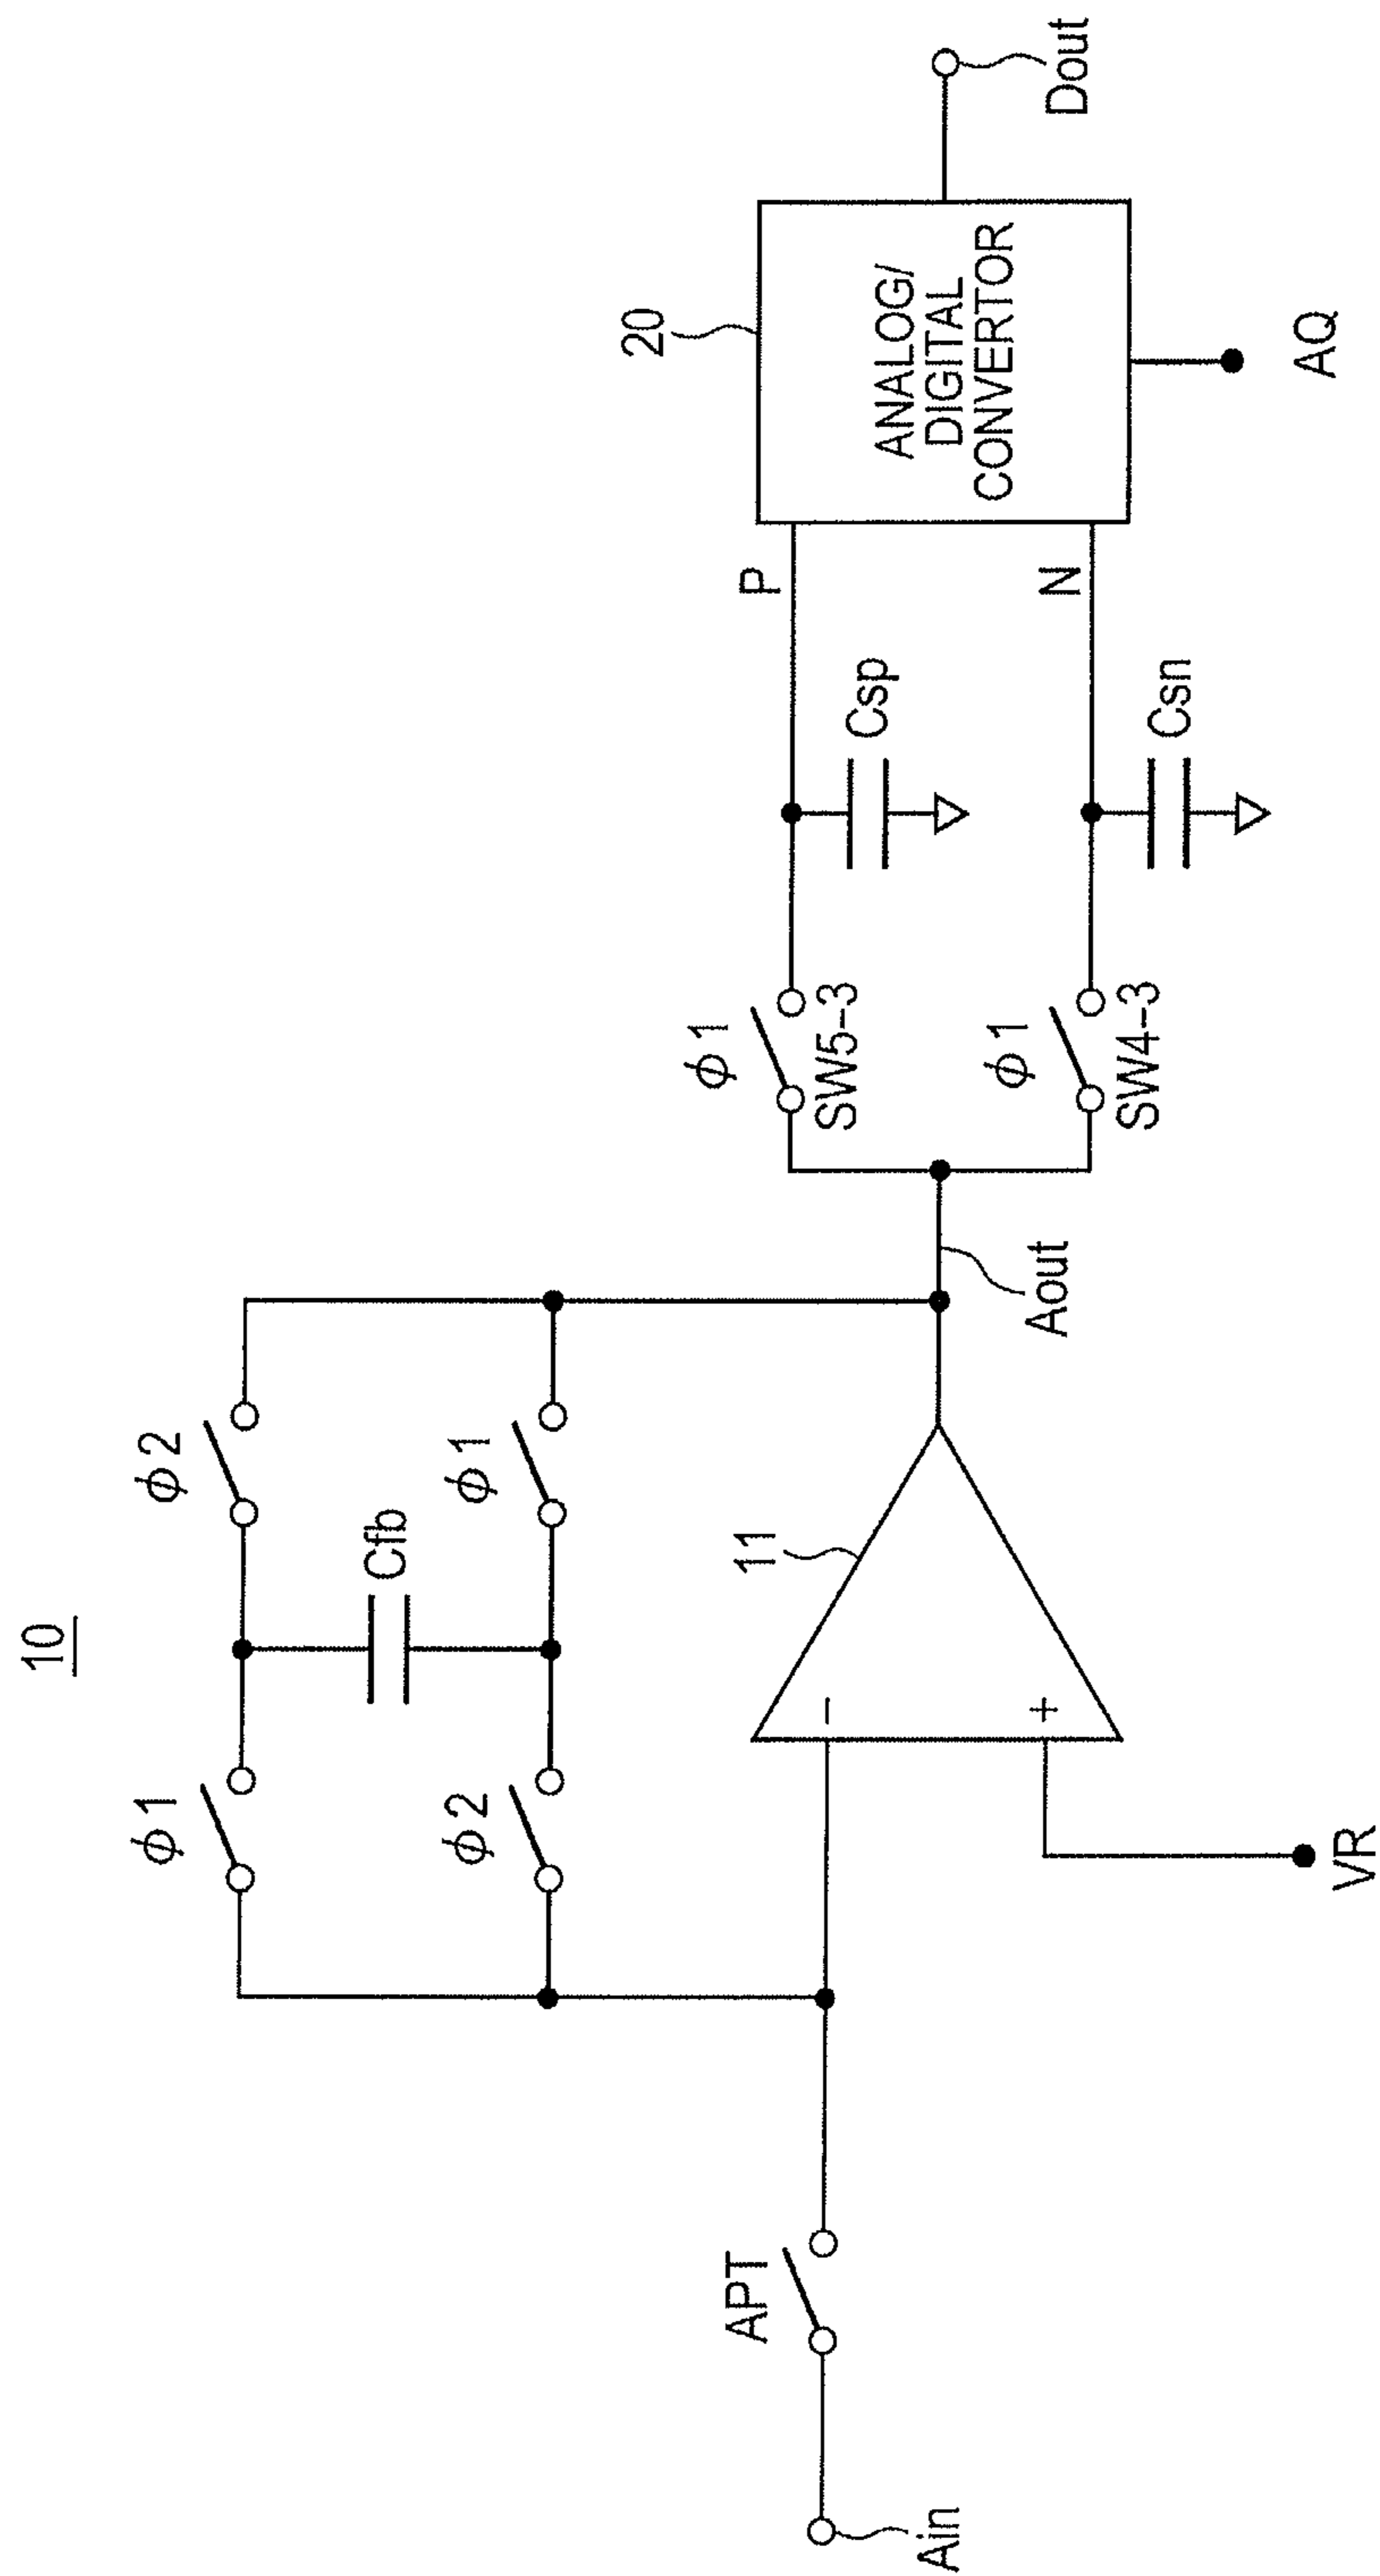 10
φ1
φ2
Cfb
φ2
φ1
11
APT
Ain
-
+
VR
Aout
φ1
SW5-3
φ1
SW4-3
Csp
Csn
P
N
20
ANALOG/
DIGITAL
CONVERTOR
AQ
Dout